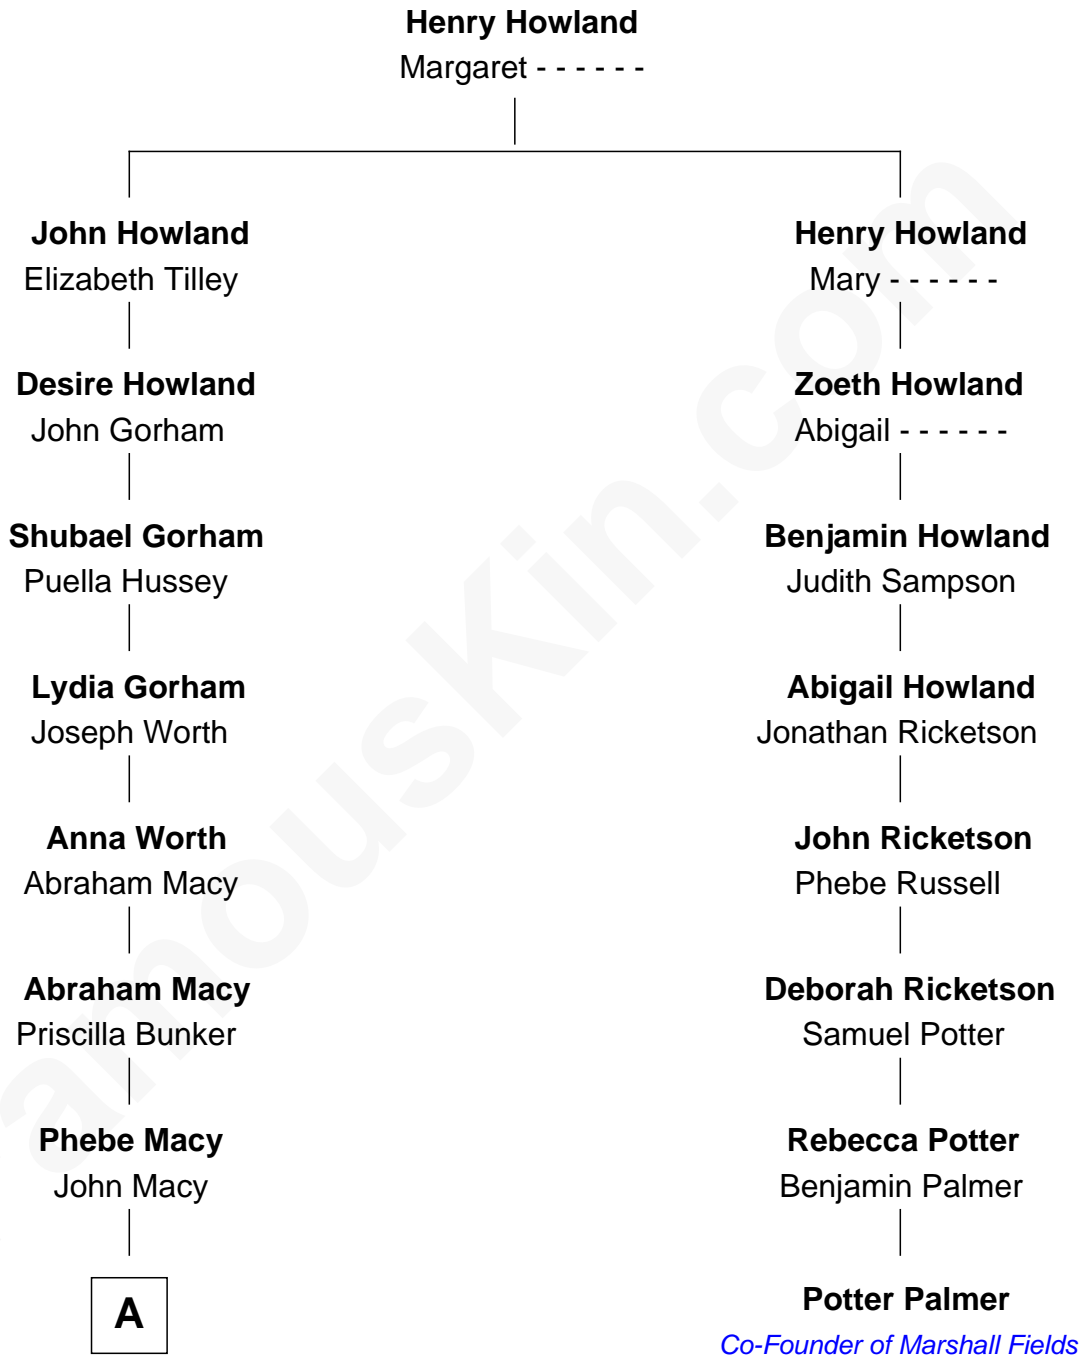 Henry Howland
Margaret - - - - - -
John Howland
Elizabeth Tilley
Henry Howland
Mary - - - - - -
Desire Howland
John Gorham
Zoeth Howland
Abigail - - - - - -
Shubael Gorham
Puella Hussey
Benjamin Howland
Judith Sampson
Lydia Gorham
Joseph Worth
Abigail Howland
Jonathan Ricketson
Anna Worth
Abraham Macy
John Ricketson
Phebe Russell
Abraham Macy
Priscilla Bunker
Deborah Ricketson
Samuel Potter
Phebe Macy
John Macy
Rebecca Potter
Benjamin Palmer
A
Potter Palmer
Co-Founder of Marshall Fields
amouskin.com